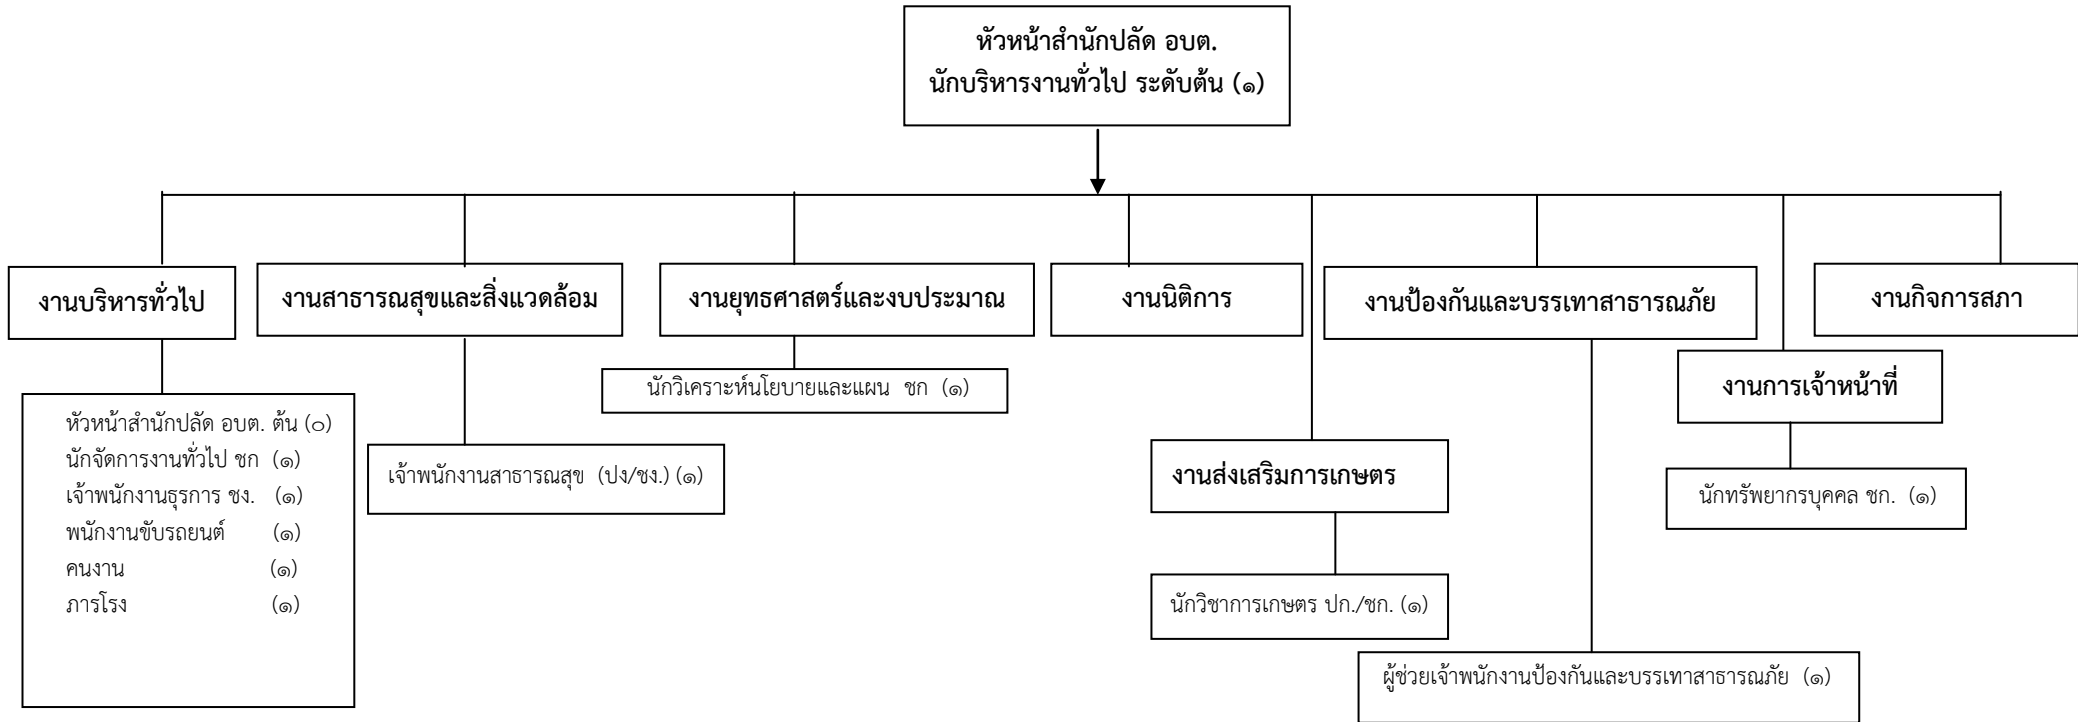 หัวหน้าสำนักปลัด อบต.
นักบริหารงานทั่วไป ระดับต้น (๑)
งานบริหารทั่วไป
งานสาธารณสุขและสิ่งแวดล้อม
งานยุทธศาสตร์และงบประมาณ
งานนิติการ
งานป้องกันและบรรเทาสาธารณภัย
งานกิจการสภา
งานการเจ้าหน้าที่
งานส่งเสริมการเกษตร
หัวหน้าสำนักปลัด อบต. ต้น (๐)
นักจัดการงานทั่วไป ชก (๑)
เจ้าพนักงานธุรการ ชง. (๑)
พนักงานขับรถยนต์ (๑)
คนงาน (๑)
ภารโรง (๑)
เจ้าพนักงานสาธารณสุข (ปง/ชง.) (๑)
นักวิเคราะห์นโยบายและแผน ชก (๑)
นักวิชาการเกษตร ปก./ชก. (๑)
ผู้ช่วยเจ้าพนักงานป้องกันและบรรเทาสาธารณภัย (๑)
นักทรัพยากรบุคคล ชก. (๑)